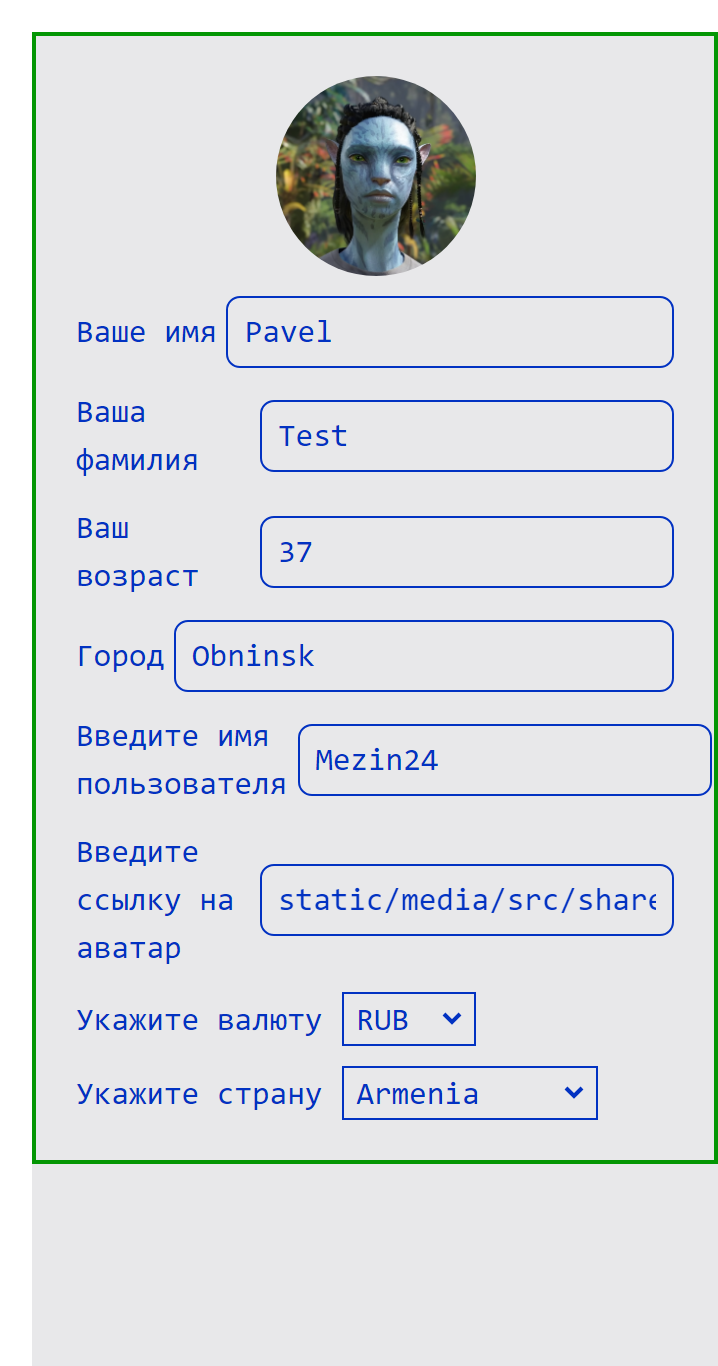 Ваше имя Pavel
Ваша
фамилия
Test
Ваш
возраст
37
Город Obninsk
Введите имя
пользователя
Mezin24
Введите
ссылку на
аватар
static/media/src/share
Укажите валюту RUB
Укажите страну Armenia